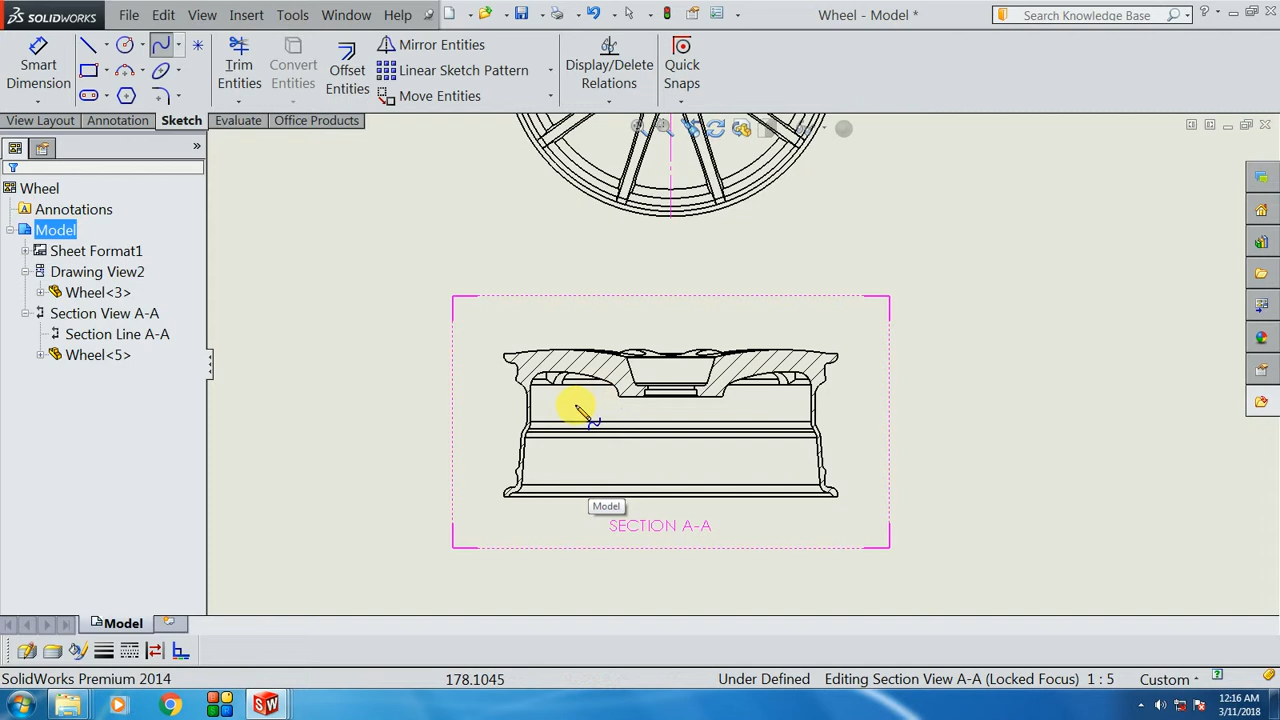 SOLIDWORKS
File Edit View Insert Tools Window Help
Wheel - Model *
Search Knowledge Base
Smart Dimension
Trim Entities
Convert Entities
Offset Entities
Mirror Entities
Linear Sketch Pattern
Move Entities
Display/Delete Relations
Quick Snaps
View Layout Annotation Sketch Evaluate Office Products
Wheel
Annotations
Model
Sheet Format1
Drawing View2
Wheel<3>
Section View A-A
Section Line A-A
Wheel<5>
Model
SECTION A-A
Model
SolidWorks Premium 2014 178.1045 Under Defined Editing Section View A-A (Locked Focus) 1 : 5 Custom
12:16 AM
3/11/2018